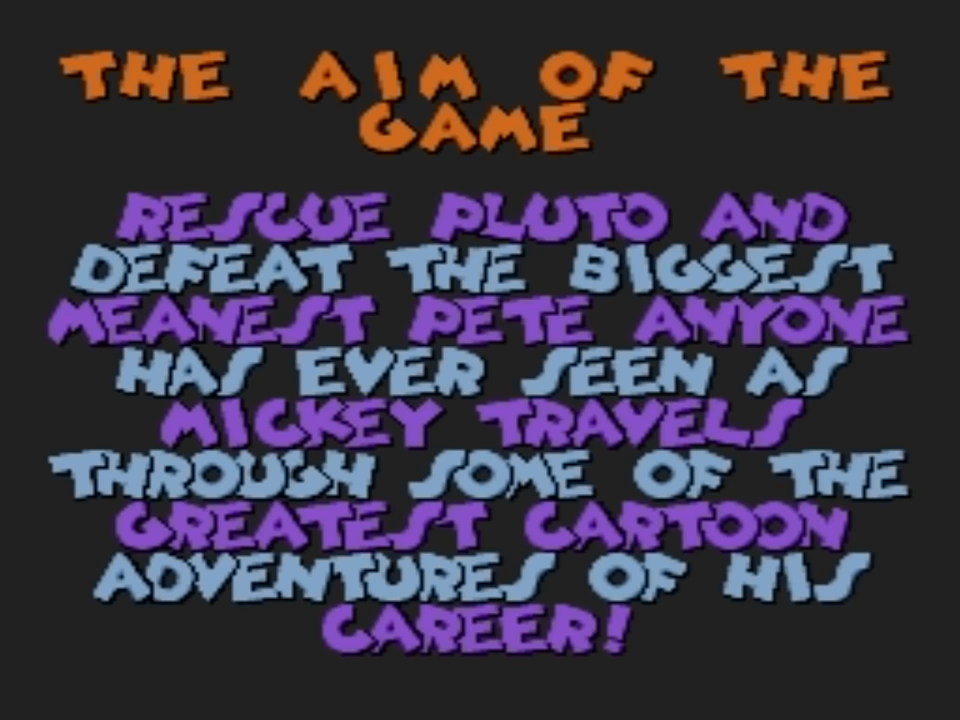 THE AIM OF THE
GAME
RESCUE PLUTO AND
DEFEAT THE BIGGEST
MEANEST PETE ANYONE
HAS EVER SEEN AS
MICKEY TRAVELS
THROUGH SOME OF THE
GREATEST CARTOON
ADVENTURES OF HIS
CAREER!